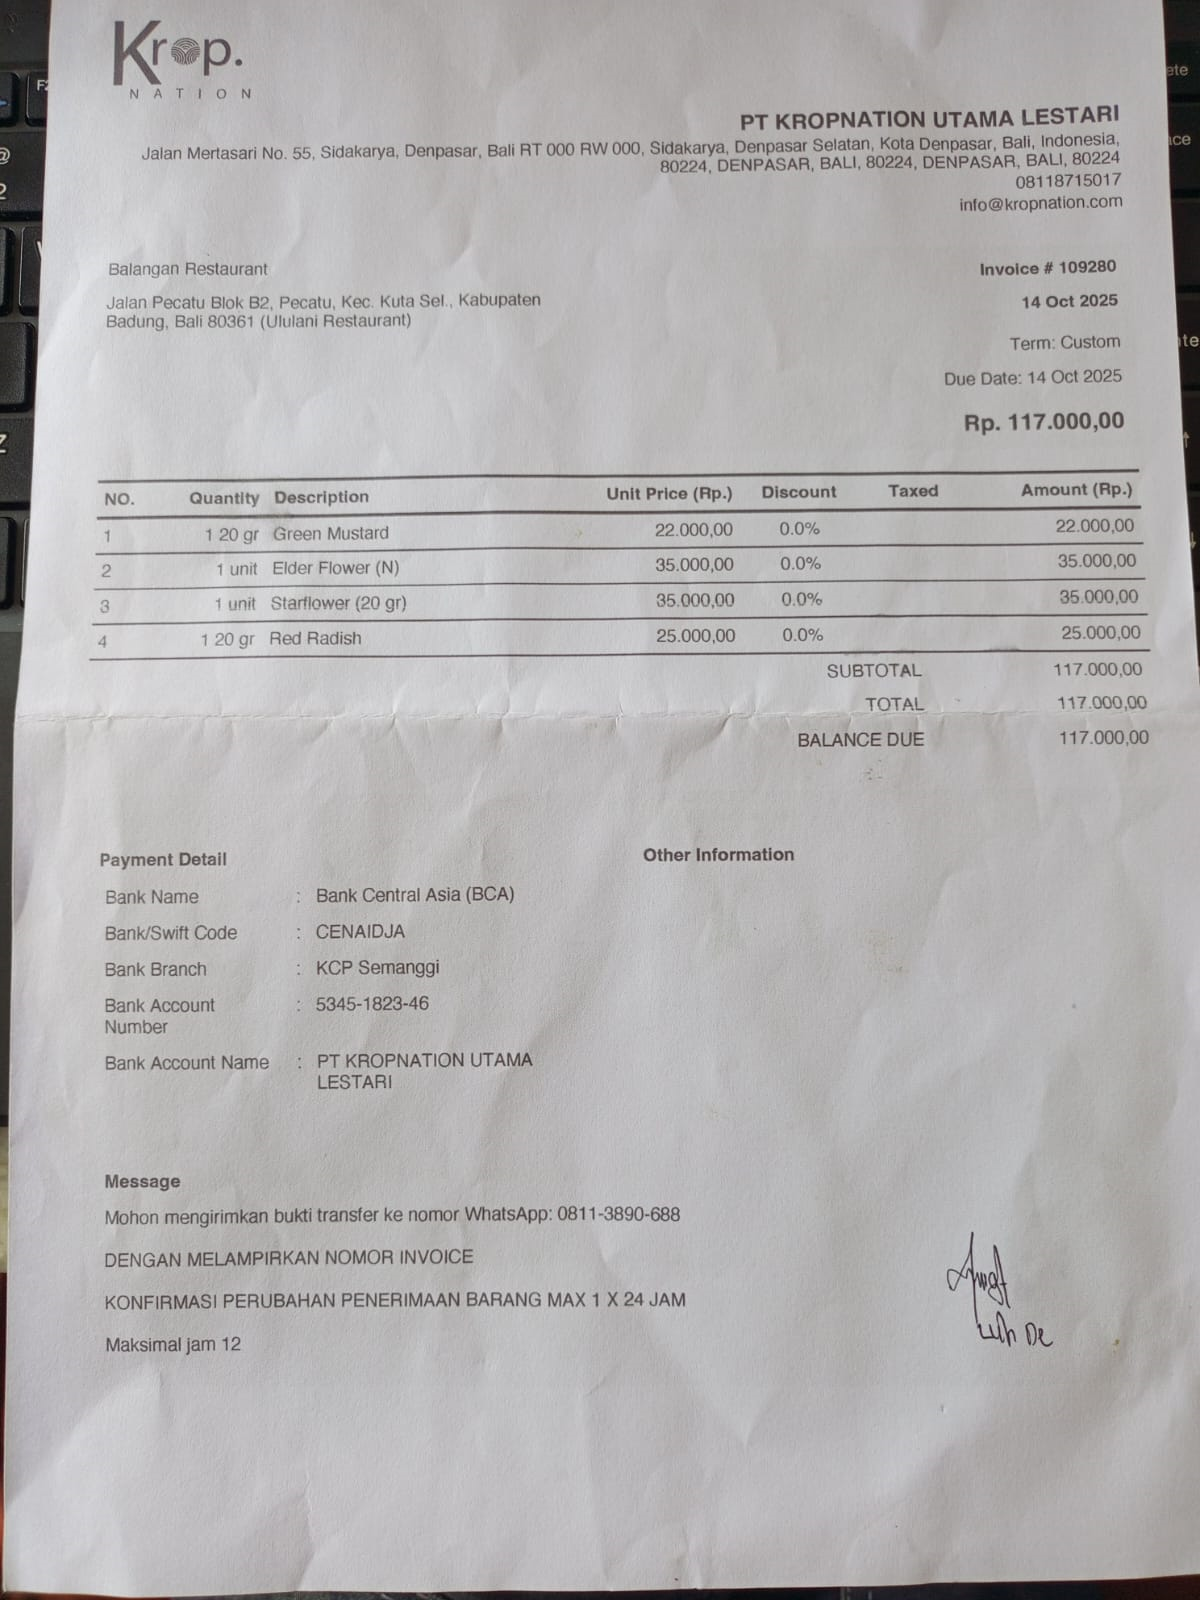 Krop.
NATION
PT KROPNATION UTAMA LESTARI
Jalan Mertasari No. 55, Sidakarya, Denpasar, Bali RT 000 RW 000, Sidakarya, Denpasar Selatan, Kota Denpasar, Bali, Indonesia,
80224, DENPASAR, BALI, 80224, DENPASAR, BALI, 80224
08118715017
info@kropnation.com
Balangan Restaurant
Invoice # 109280
Jalan Pecatu Blok B2, Pecatu, Kec. Kuta Sel., Kabupaten
Badung, Bali 80361 (Ululani Restaurant)
14 Oct 2025
Term: Custom
Due Date: 14 Oct 2025
Rp. 117.000,00
NO. Quantity Description Unit Price (Rp.) Discount Taxed Amount (Rp.)
1 1 20 gr Green Mustard 22.000,00 0.0% 22.000,00
2 1 unit Elder Flower (N) 35.000,00 0.0% 35.000,00
3 1 unit Starflower (20 gr) 35.000,00 0.0% 35.000,00
4 1 20 gr Red Radish 25.000,00 0.0% 25.000,00
SUBTOTAL 117.000,00
TOTAL 117.000,00
BALANCE DUE 117.000,00
Payment Detail
Other Information
Bank Name : Bank Central Asia (BCA)
Bank/Swift Code : CENAIDJA
Bank Branch : KCP Semanggi
Bank Account : 5345-1823-46
Number
Bank Account Name : PT KROPNATION UTAMA
LESTARI
Message
Mohon mengirimkan bukti transfer ke nomor WhatsApp: 0811-3890-688
DENGAN MELAMPIRKAN NOMOR INVOICE
KONFIRMASI PERUBAHAN PENERIMAAN BARANG MAX 1 X 24 JAM
Maksimal jam 12